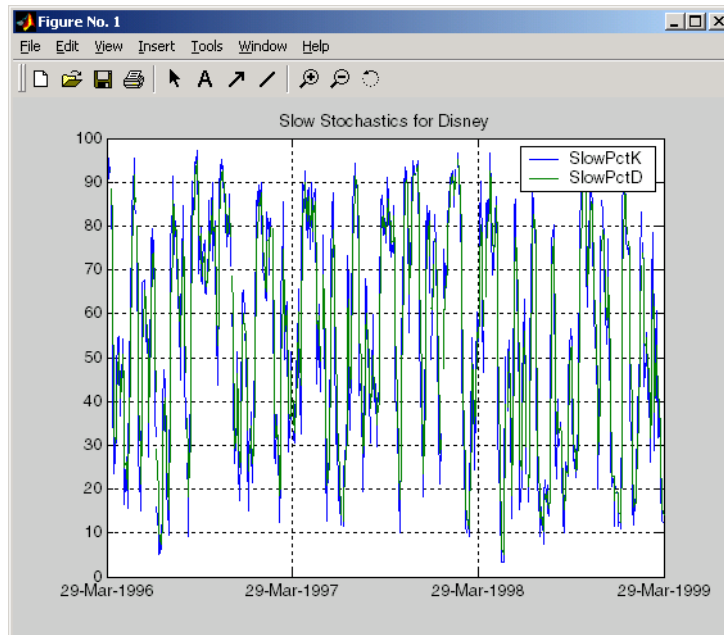 Figure No. 1
File Edit View Insert Tools Window Help
A
Slow Stochastics for Disney
100
90
80
70
60
50
40
30
20
10
0
SlowPctK
SlowPctD
29-Mar-1996 29-Mar-1997 29-Mar-1998 29-Mar-1999